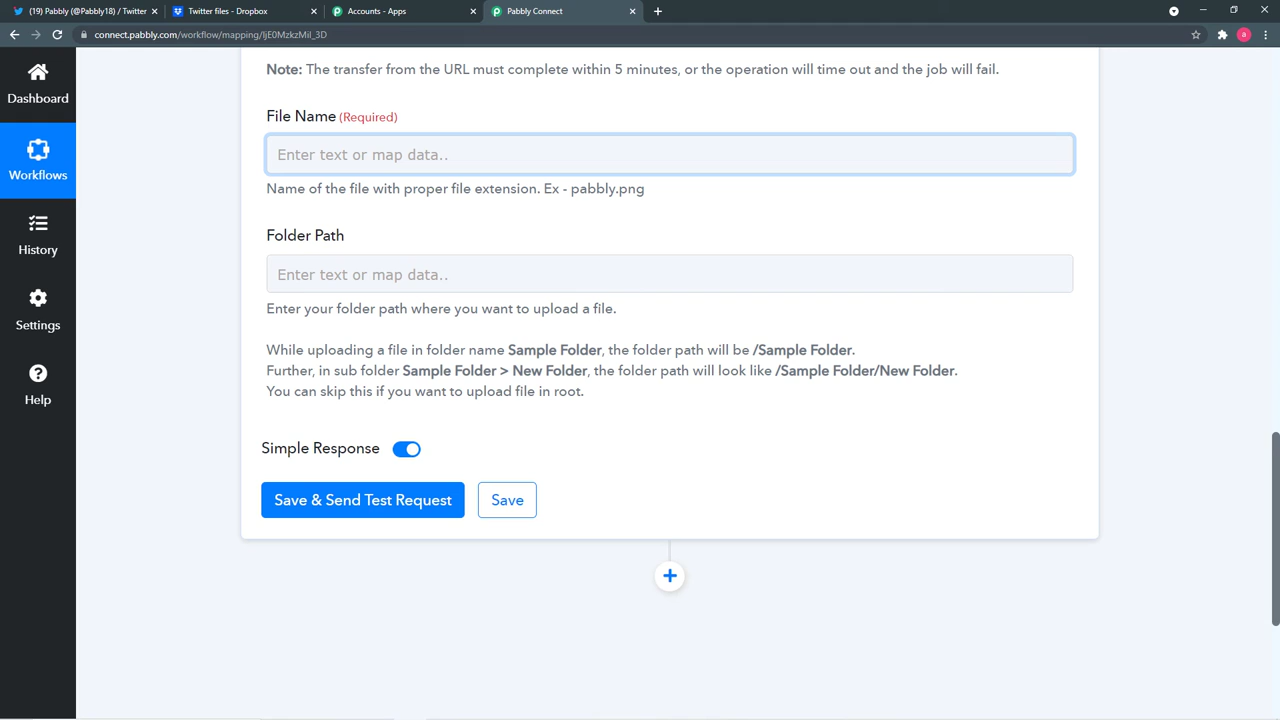 (19) Pabbly (@Pabbly18) / Twitter
Twitter files - Dropbox
Accounts - Apps
Pabbly Connect
connect.pabbly.com/workflow/mapping/IjE0MzkzMiI_3D
a
Dashboard
Workflows
History
Settings
Help
Note: The transfer from the URL must complete within 5 minutes, or the operation will time out and the job will fail.
File Name (Required)
Enter text or map data..
Name of the file with proper file extension. Ex - pabbly.png
Folder Path
Enter text or map data..
Enter your folder path where you want to upload a file.
While uploading a file in folder name Sample Folder, the folder path will be /Sample Folder.
Further, in sub folder Sample Folder > New Folder, the folder path will look like /Sample Folder/New Folder.
You can skip this if you want to upload file in root.
Simple Response
Save & Send Test Request
Save